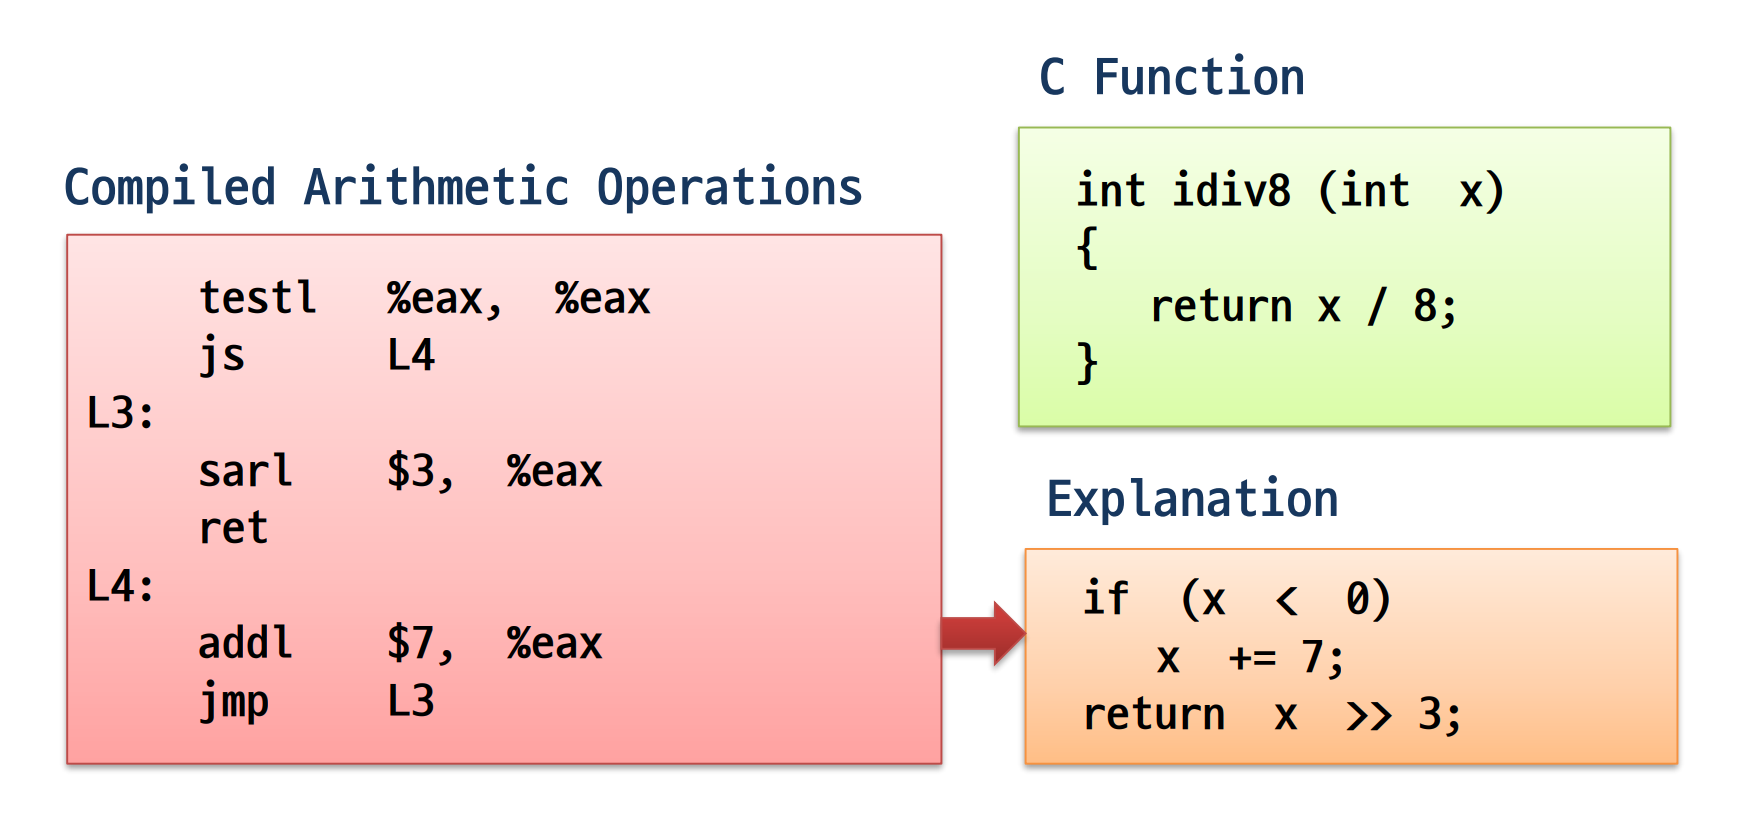 Compiled Arithmetic Operations
testl %eax, %eax
js L4
L3:
sarl $3, %eax
ret
L4:
addl $7, %eax
jmp L3
C Function
int idiv8 (int x)
{
return x / 8;
}
Explanation
if (x < 0)
x += 7;
return x >> 3;